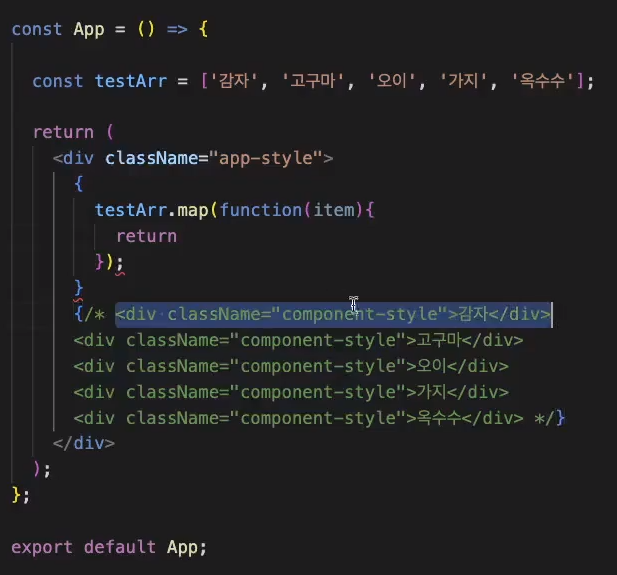 const App = () => {
const testArr = ['감자', '고구마', '오이', '가지', '옥수수'];
return (
<div className="app-style">
{
testArr.map(function(item){
return
});
}
{/* <div className="component-style">감자</div>
<div className="component-style">고구마</div>
<div className="component-style">오이</div>
<div className="component-style">가지</div>
<div className="component-style">옥수수</div> */}
</div>
);
};
export default App;